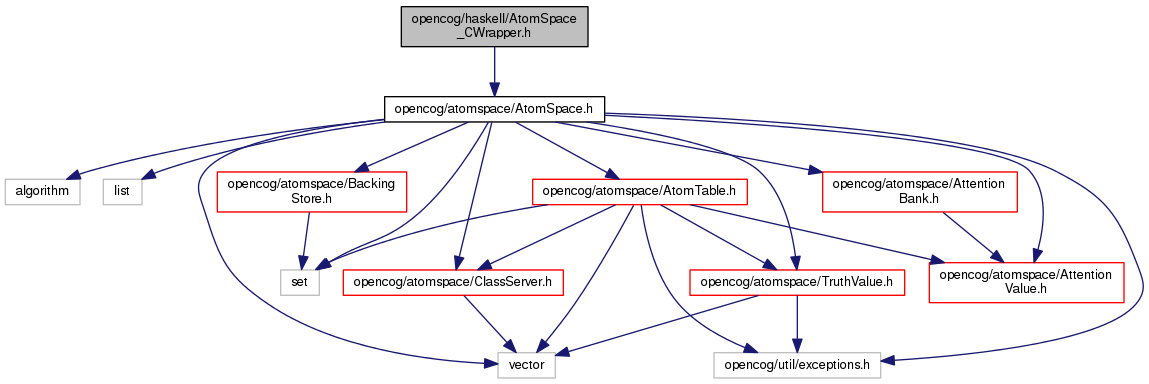 opencog/haskell/AtomSpace
_CWrapper.h
opencog/atomspace/AtomSpace.h
algorithm
list
opencog/atomspace/Backing
Store.h
opencog/atomspace/AtomTable.h
opencog/atomspace/Attention
Bank.h
set
opencog/atomspace/ClassServer.h
opencog/atomspace/TruthValue.h
opencog/atomspace/Attention
Value.h
vector
opencog/util/exceptions.h